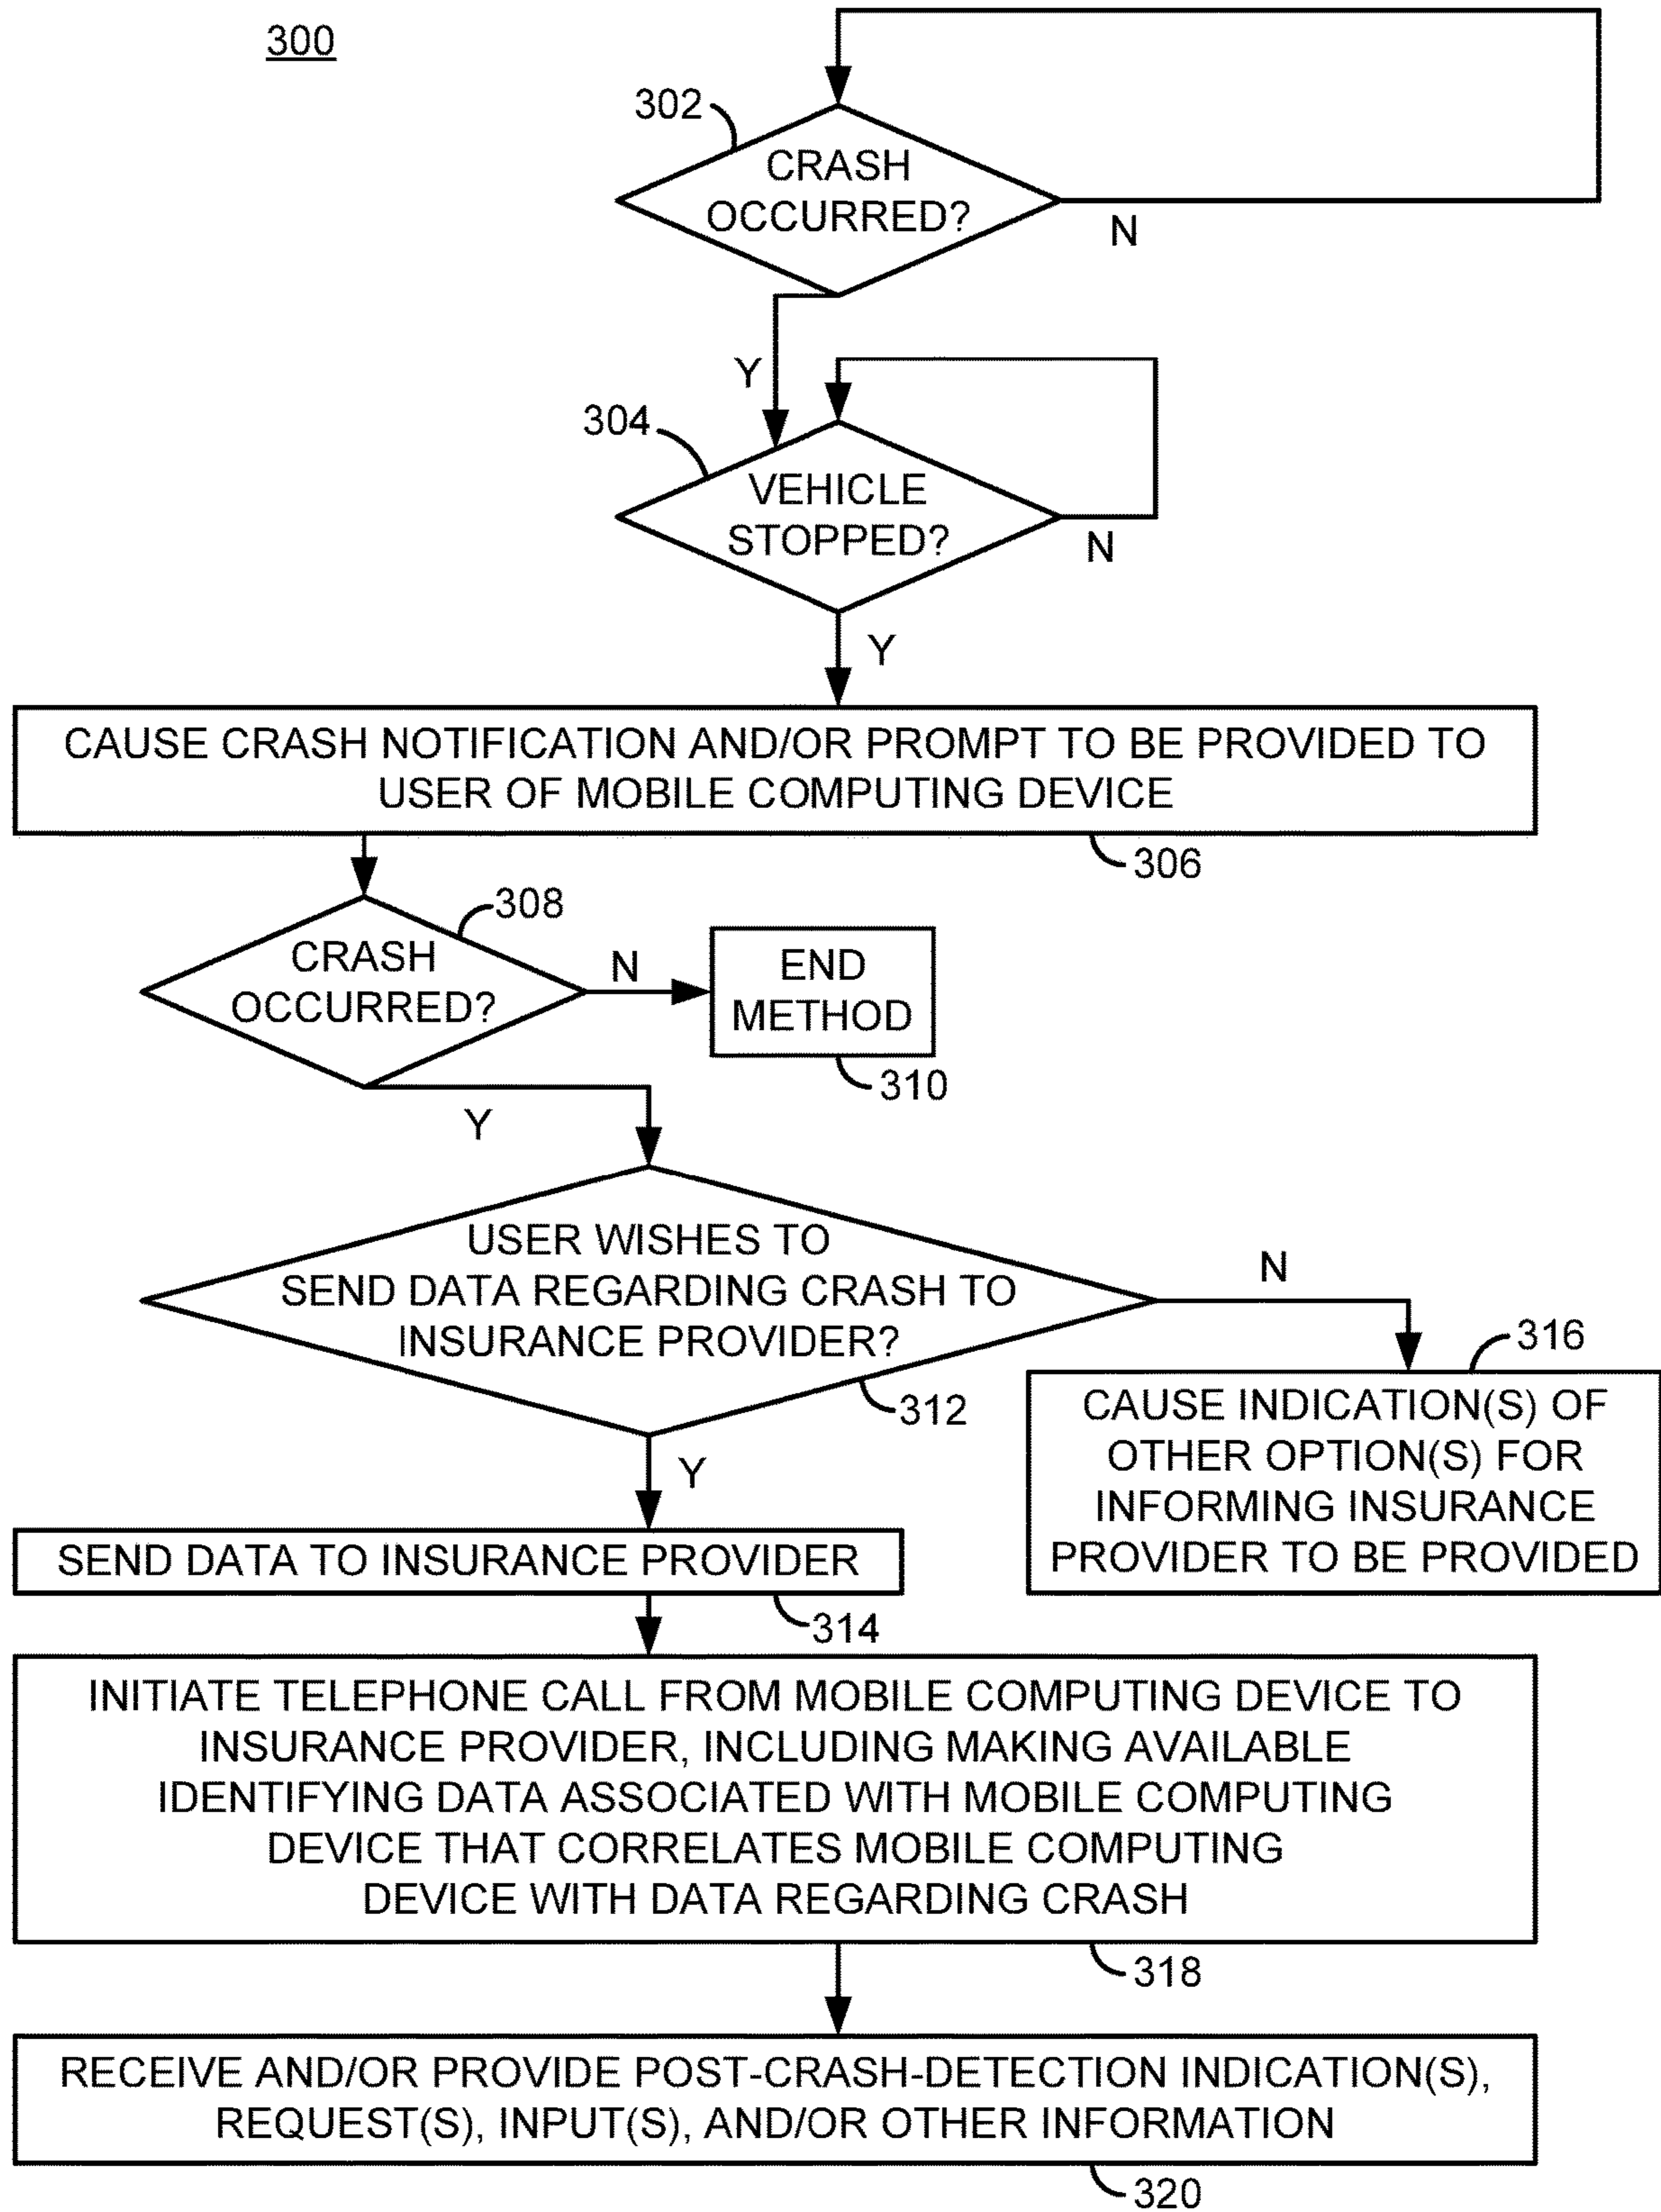 300
302
CRASH
OCCURRED?
N
Y
304
VEHICLE
STOPPED?
N
Y
CAUSE CRASH NOTIFICATION AND/OR PROMPT TO BE PROVIDED TO
USER OF MOBILE COMPUTING DEVICE
306
308
CRASH
OCCURRED?
N
END
METHOD
310
Y
USER WISHES TO
SEND DATA REGARDING CRASH TO
INSURANCE PROVIDER?
N
312
316
CAUSE INDICATION(S) OF
OTHER OPTION(S) FOR
INFORMING INSURANCE
PROVIDER TO BE PROVIDED
Y
SEND DATA TO INSURANCE PROVIDER
314
INITIATE TELEPHONE CALL FROM MOBILE COMPUTING DEVICE TO
INSURANCE PROVIDER, INCLUDING MAKING AVAILABLE
IDENTIFYING DATA ASSOCIATED WITH MOBILE COMPUTING
DEVICE THAT CORRELATES MOBILE COMPUTING
DEVICE WITH DATA REGARDING CRASH
318
RECEIVE AND/OR PROVIDE POST-CRASH-DETECTION INDICATION(S),
REQUEST(S), INPUT(S), AND/OR OTHER INFORMATION
320